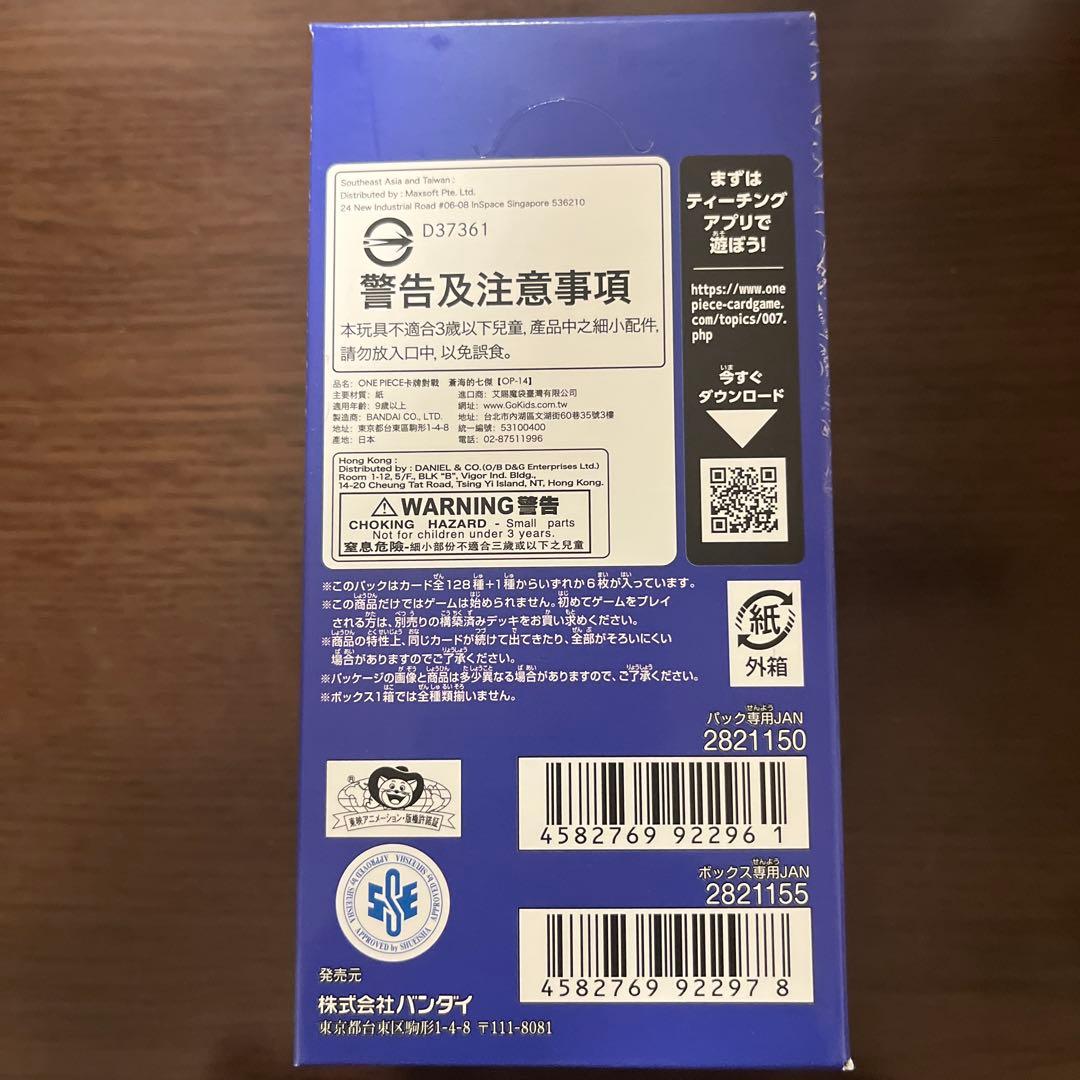 Southeast Asia and Taiwan :
Distributed by : Maxsoft Pte. Ltd.
24 New Industrial Road #06-08 InSpace Singapore 536210
D37361
警告及注意事項
本玩具不適合3歲以下兒童, 產品中之細小配件,
請勿放入口中, 以免誤食。
品名: ONE PIECE卡牌對戰 蒼海的七傑【OP-14】
主要材質: 紙
適用年齡: 9歲以上
製造商: BANDAI CO., LTD.
地址: 東京都台東區駒形1-4-8
產地: 日本
進口商: 艾賜魔袋臺灣有限公司
網址: www.GoKids.com.tw
地址: 台北市內湖區文湖街60巷35號3樓
統一編號: 53100400
電話: 02-87511996
Hong Kong :
Distributed by : DANIEL & CO.(O/B D&G Enterprises Ltd.)
Room 1-12, 5/F., BLK "B", Vigor Ind. Bldg.,
14-20 Cheung Tat Road, Tsing Yi Island, NT, Hong Kong.
WARNING 警告
CHOKING HAZARD - Small parts
Not for children under 3 years.
窒息危險-細小部份不適合三歲或以下之兒童
まずは
ティーチング
アプリで
遊ぼう!
https://www.one
piece-cardgame.
com/topics/007.
php
今すぐ
ダウンロード
※このパックはカード全128種+1種からいずれか6枚が入っています。
※この商品だけではゲームは始められません。初めてゲームをプレイ
される方は、別売りの構築済みデッキをお買い求めください。
※商品の特性上、同じカードが続けて出てきたり、全部がそろいにくい
場合がありますのでご了承ください。
※パッケージの画像と商品は多少異なる場合がありますので、ご了承ください。
※ボックス1箱では全種類揃いません。
紙
外箱
パック専用JAN
2821150
4582769 922961
ボックス専用JAN
2821155
4582769 922978
東映アニメーション・版権許諾証
APPROVED by SHUEISHA
発売元
株式会社バンダイ
東京都台東区駒形1-4-8 〒111-8081